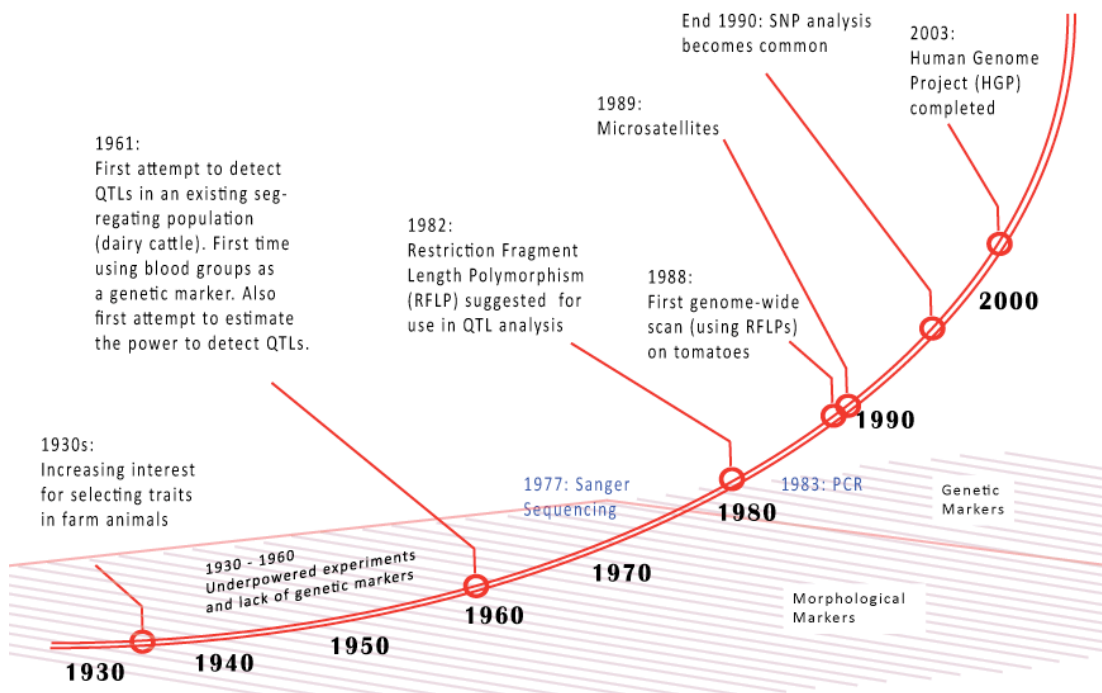 End 1990: SNP analysis
becomes common
2003:
Human Genome
Project (HGP)
completed
1989:
Microsatellites
1961:
First attempt to detect
QTLs in an existing seg-
regating population
(dairy cattle). First time
using blood groups as
a genetic marker. Also
first attempt to estimate
the power to detect QTLs.
1982:
Restriction Fragment
Length Polymorphism
(RFLP) suggested for
use in QTL analysis
1988:
First genome-wide
scan (using RFLPs)
on tomatoes
1930s:
Increasing interest
for selecting traits
in farm animals
1977: Sanger
Sequencing
1983: PCR
Genetic
Markers
1930 - 1960
Underpowered experiments
and lack of genetic markers
Morphological
Markers
1930
1940
1950
1960
1970
1980
1990
2000